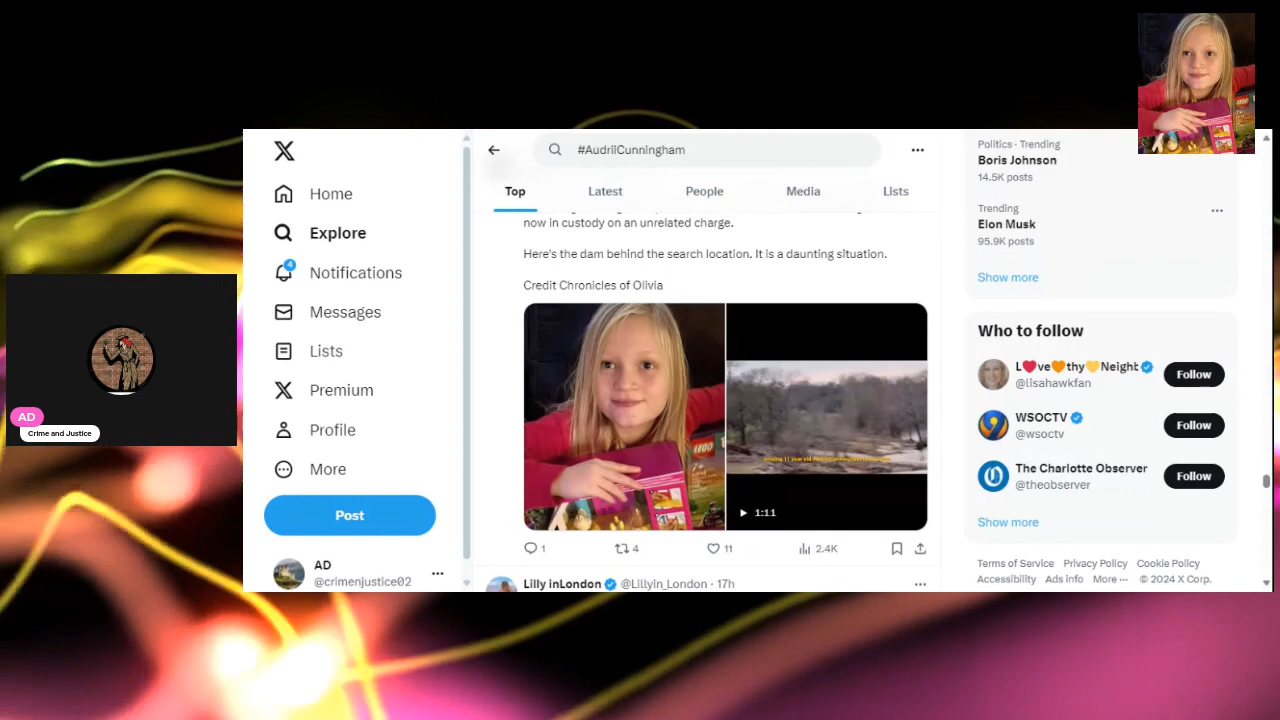 #AudriiCunningham
Top
Latest
People
Media
Lists
Home
Explore
4
Notifications
Messages
Lists
Premium
Profile
More
Post
AD
@crimenjustice02
now in custody on an unrelated charge.
Here's the dam behind the search location. It is a daunting situation.
Credit Chronicles of Olivia
LEGO
7+
1:11
1
4
11
2.4K
Lilly inLondon @Lillyin_London · 17h
Politics · Trending
Boris Johnson
14.5K posts
Trending
Elon Musk
95.9K posts
Show more
Who to follow
L❤️ve🧡thy💛Neight
@lisahawkfan
Follow
WSOCTV
@wsoctv
Follow
The Charlotte Observer
@theobserver
Follow
Show more
Terms of Service Privacy Policy Cookie Policy
Accessibility Ads info More ··· © 2024 X Corp.
AD
Crime and Justice